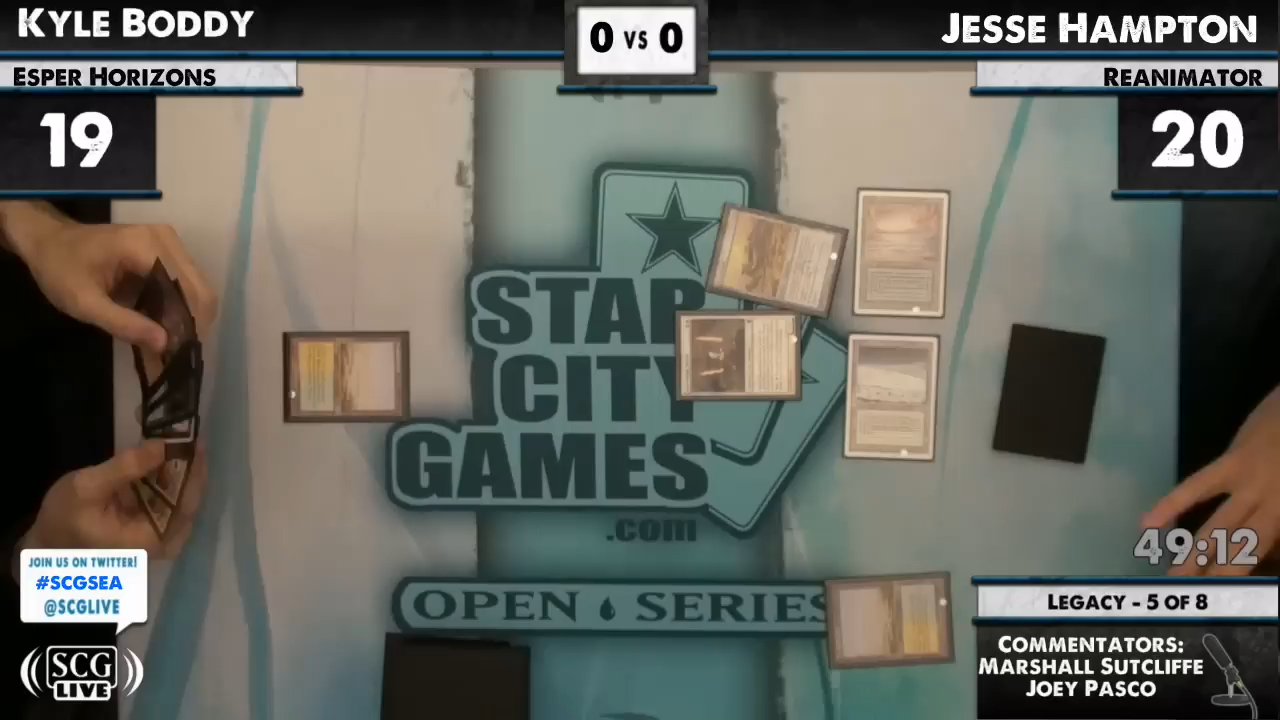 KYLE BODDY
0 VS 0
JESSE HAMPTON
ESPER HORIZONS
REANIMATOR
19
20
STAR
CITY
GAMES
.com
OPEN SERIES
49:12
JOIN US ON TWITTER!
#SCGSEA
@SCGLIVE
SCG
LIVE
LEGACY - 5 OF 8
COMMENTATORS:
MARSHALL SUTCLIFFE
JOEY PASCO